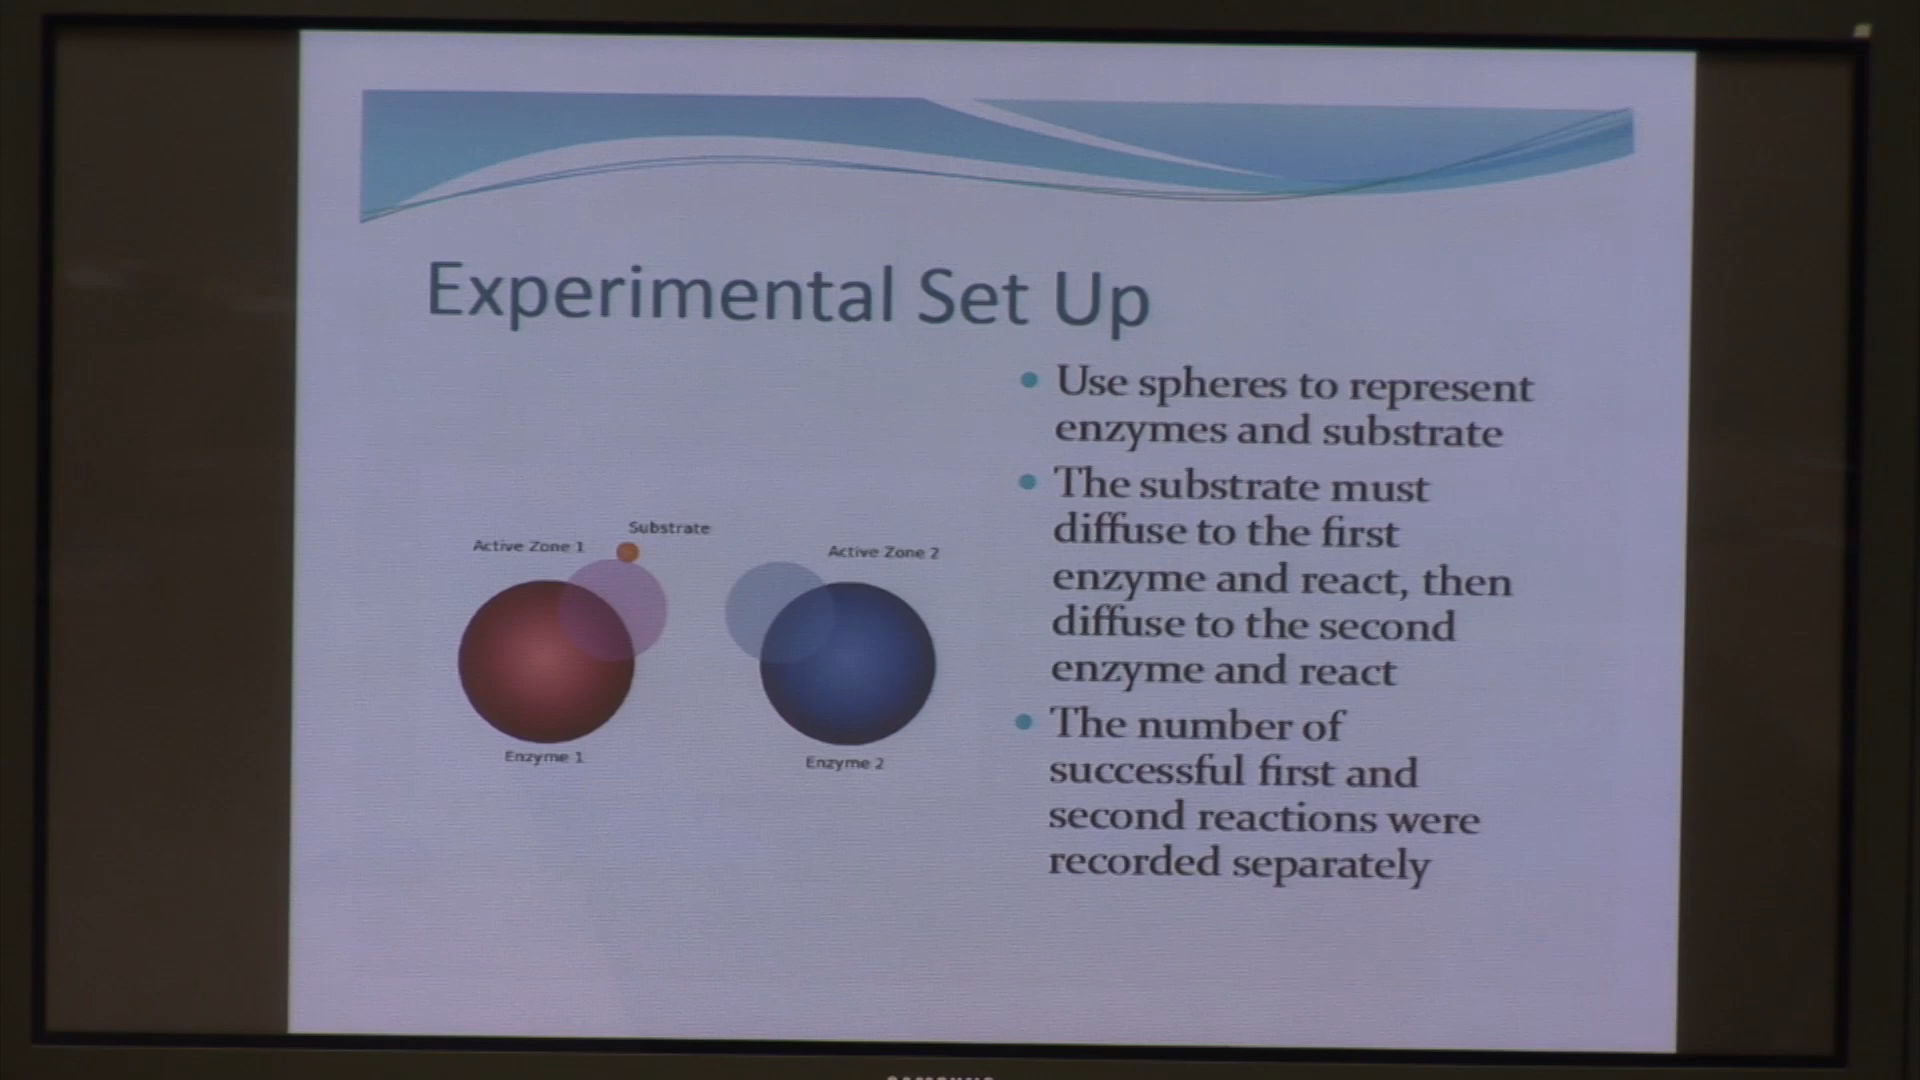 Experimental Set Up
Use spheres to represent
enzymes and substrate
The substrate must
diffuse to the first
enzyme and react, then
diffuse to the second
enzyme and react
The number of
successful first and
second reactions were
recorded separately
Substrate
Active Zone 1
Active Zone 2
Enzyme 1
Enzyme 2